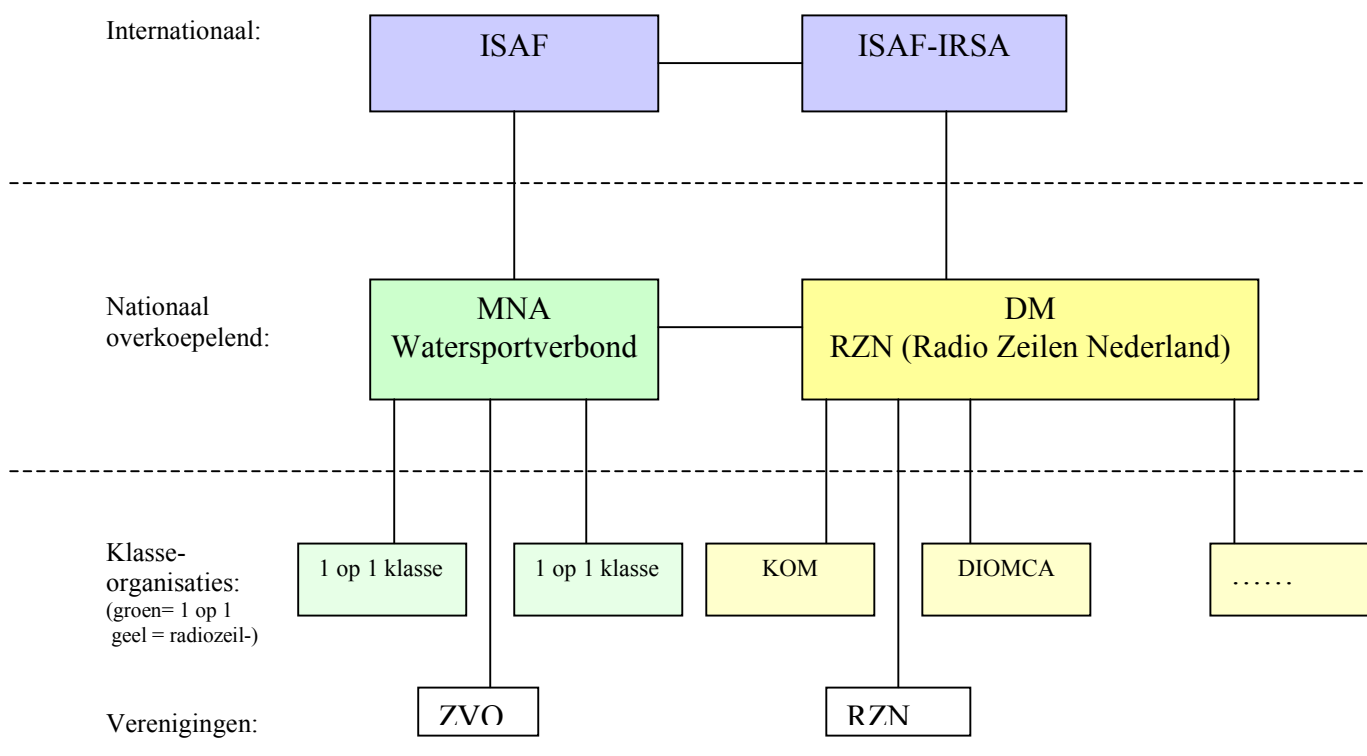 Internationaal:
ISAF
ISAF-IRSA
Nationaal
overkoepelend:
MNA
Watersportverbond
DM
RZN (Radio Zeilen Nederland)
Klasse-
organisaties:
(groen= 1 op 1
geel = radiozeil-)
1 op 1 klasse
1 op 1 klasse
KOM
DIOMCA
……
Verenigingen:
ZVO
RZN